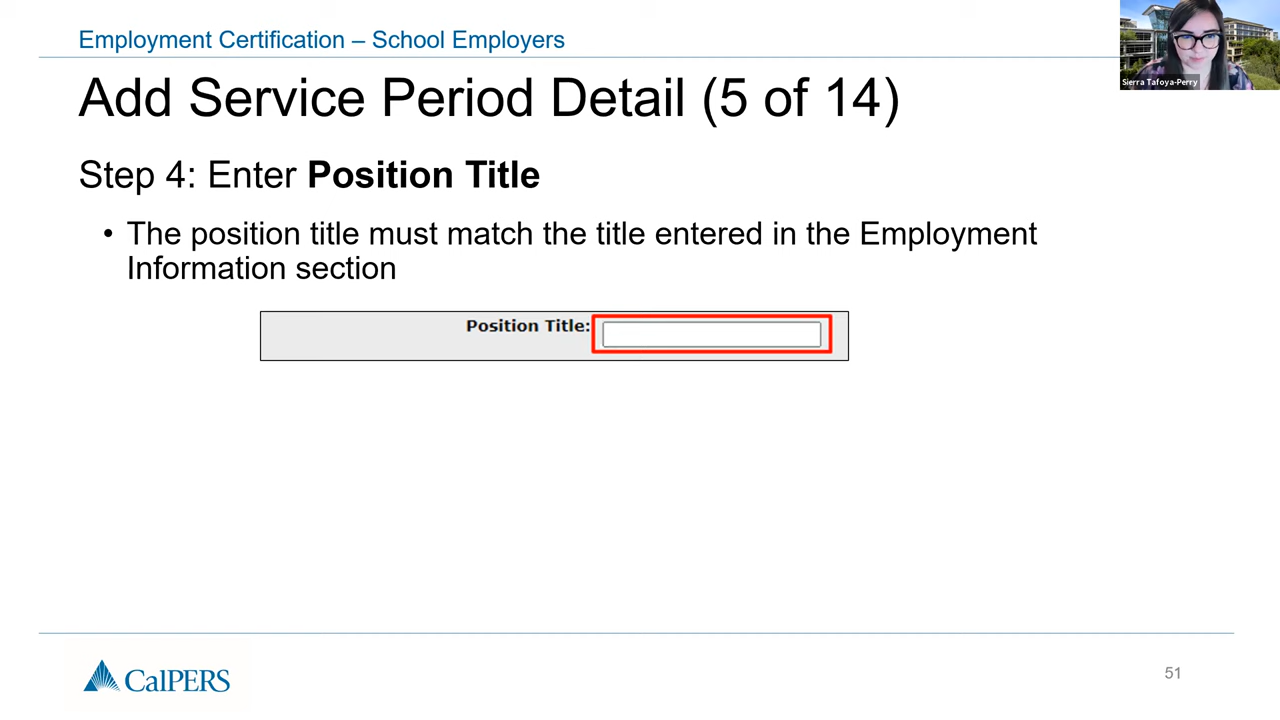 Employment Certification – School Employers
Sierra Tafoya-Perry
Add Service Period Detail (5 of 14)
Step 4: Enter Position Title
• The position title must match the title entered in the Employment
Information section
Position Title:
CalPERS
51